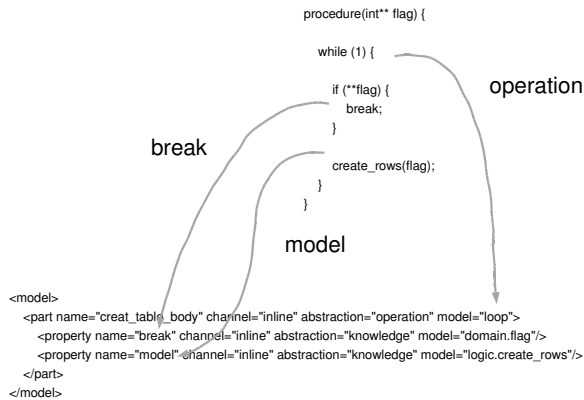 procedure(int** flag) {
while (1) {
operation
if (**flag) {
break;
}
break
create_rows(flag);
}
}
model
<model>
<part name="creat_table_body" channel="inline" abstraction="operation" model="loop">
<property name="break" channel="inline" abstraction="knowledge" model="domain.flag"/>
<property name="model" channel="inline" abstraction="knowledge" model="logic.create_rows"/>
</part>
</model>